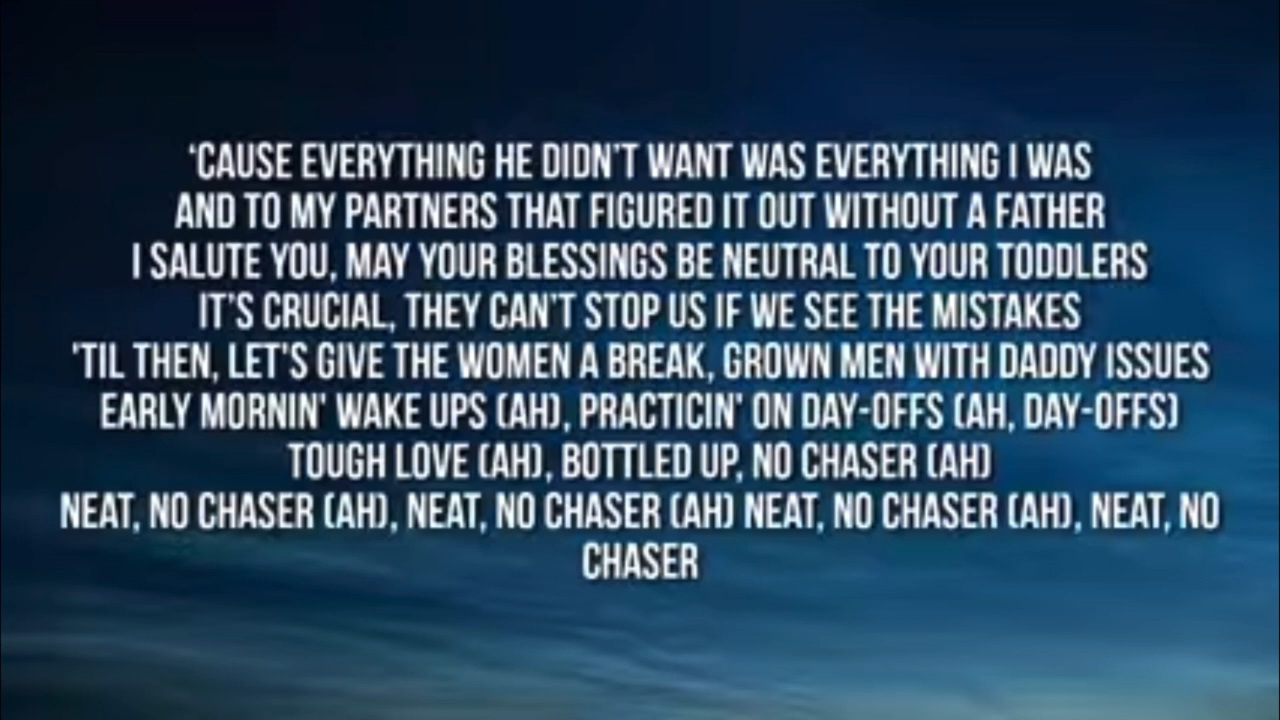 ‘CAUSE EVERYTHING HE DIDN'T WANT WAS EVERYTHING I WAS
AND TO MY PARTNERS THAT FIGURED IT OUT WITHOUT A FATHER
I SALUTE YOU, MAY YOUR BLESSINGS BE NEUTRAL TO YOUR TODDLERS
IT'S CRUCIAL, THEY CAN'T STOP US IF WE SEE THE MISTAKES
'TIL THEN, LET'S GIVE THE WOMEN A BREAK, GROWN MEN WITH DADDY ISSUES
EARLY MORNIN' WAKE UPS (AH), PRACTICIN' ON DAY-OFFS (AH, DAY-OFFS)
TOUGH LOVE (AH), BOTTLED UP, NO CHASER (AH)
NEAT, NO CHASER (AH), NEAT, NO CHASER (AH) NEAT, NO CHASER (AH), NEAT, NO
CHASER